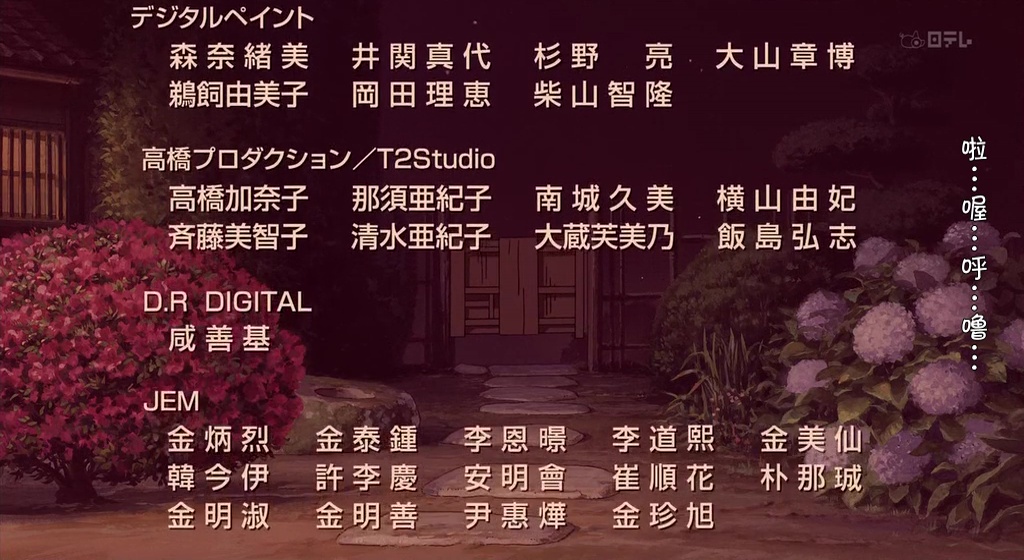 デジタルペイント
日テレ
森奈緒美 井関真代 杉野 亮 大山章博
鵜飼由美子 岡田理恵 柴山智隆
高橋プロダクション／T2Studio
高橋加奈子 那須亜紀子 南城久美 横山由妃
斉藤美智子 清水亜紀子 大蔵芙美乃 飯島弘志
D.R DIGITAL
咸善基
JEM
金炳烈 金泰鍾 李恩暻 李道熙 金美仙
韓今伊 許李慶 安明會 崔順花 朴那珹
金明淑 金明善 尹惠燁 金珍旭
啦…喔…呼…噜…